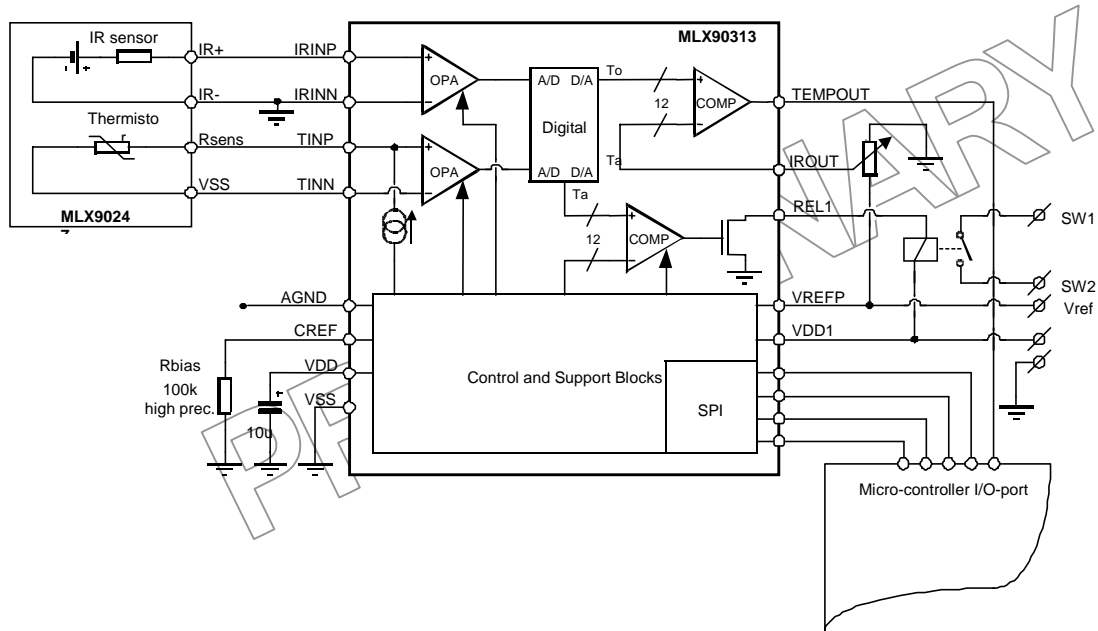 MLX90313
IR sensor
IR+
IRINP
IR-
IRINN
Thermisto
r
Rsens
TINP
VSS
TINN
MLX9024
OPA
OPA
A/D D/A
Digital
A/D D/A
To
12
12
Ta
Ta
COMP
TEMPOUT
IROUT
REL1
12
COMP
SW1
SW2
Vref
AGND
CREF
VDD
VSS
VREFP
VDD1
Rbias
100k
high prec.
10u
Control and Support Blocks
SPI
Micro-controller I/O-port